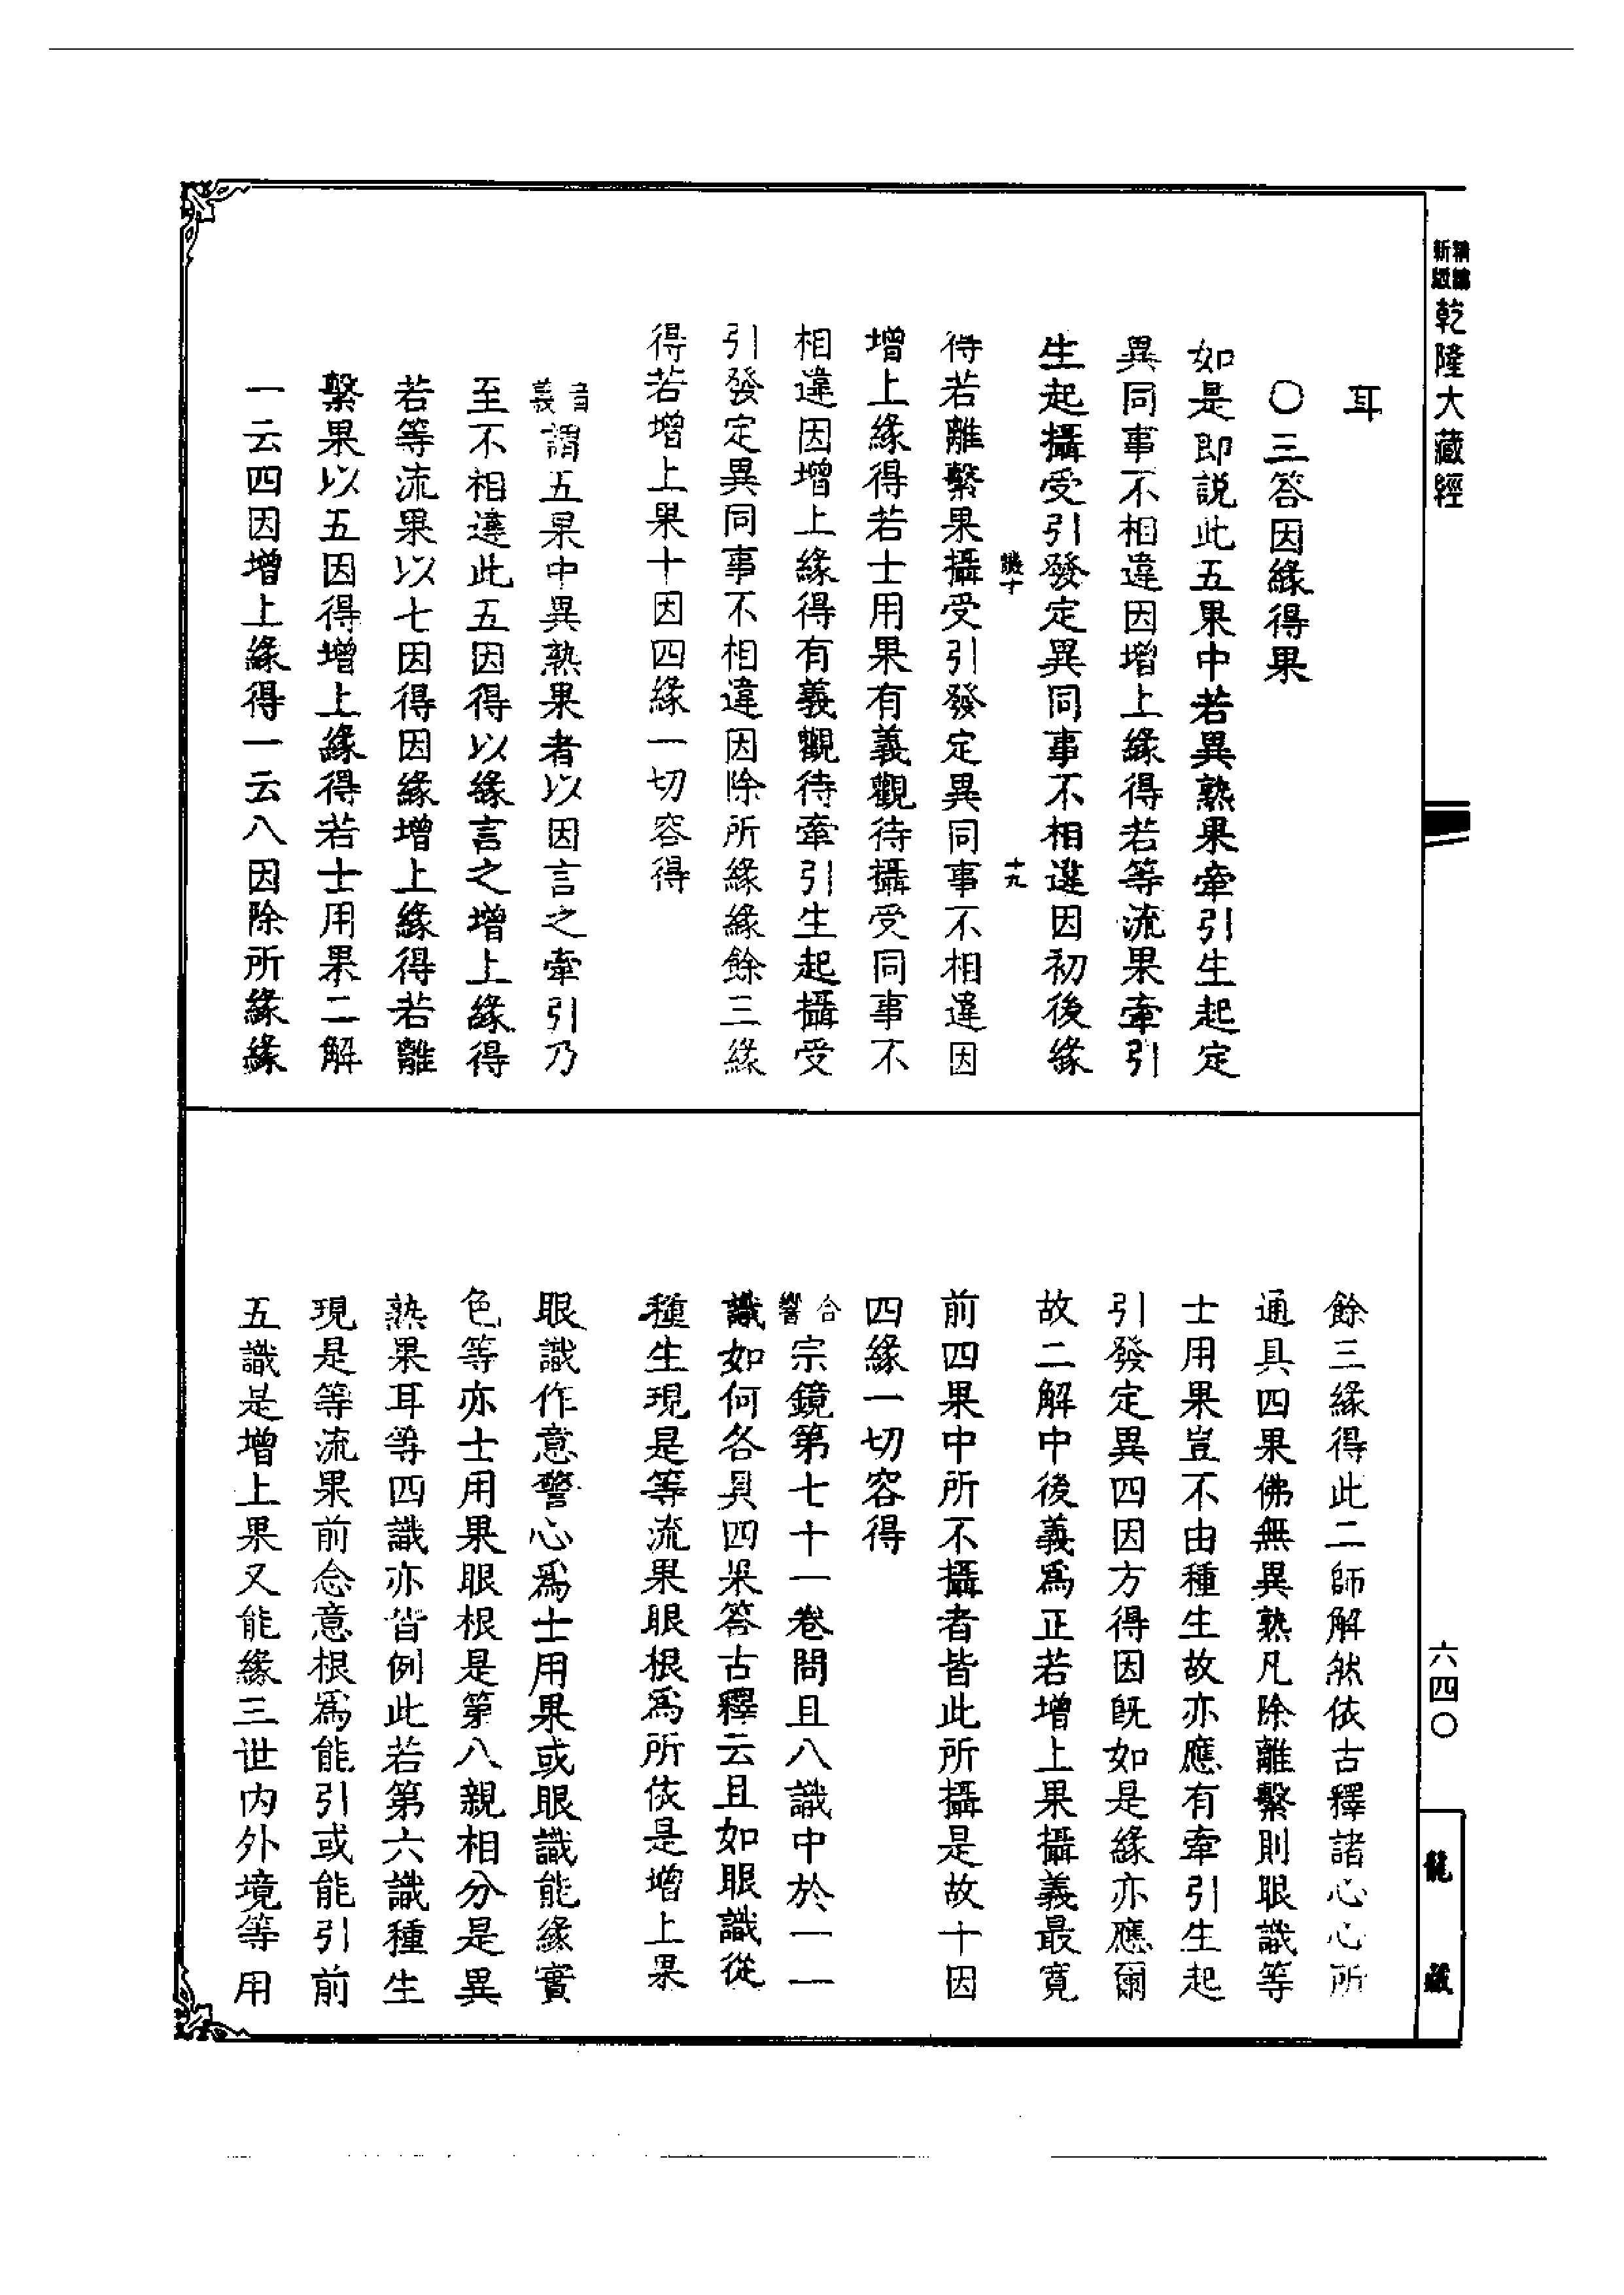 精編
新版
乾隆大藏經
六四〇
龍藏
耳
〇三答因緣得果
如是即説此五果中若異熟果牽引生起定
異同事不相違因增上緣得若等流果牽引
生起攝受引發定異同事不相違因初後緣
十九
得若離繫果攝受引發定異同事不相違因
增上緣得若士用果有義觀待攝受同事不
相違因增上緣得有義觀待牽引生起攝受
引發定異同事不相違因除所緣緣餘三緣
得若增上果十因四緣一切容得
音義
謂五果中異熟果者以因言之牽引乃
至不相違此五因得以緣言之增上緣得
若等流果以七因得因緣增上緣得若離
繫果以五因得增上緣得若士用果二解
一云四因增上緣得一云八因除所緣緣
餘三緣得此二師解然依古釋諸心心所
通具四果佛無異熟凡除離繫則眼識等
士用果豈不由種生故亦應有牽引生起
引發定異四因方得因旣如是緣亦應爾
故二解中後義爲正若增上果攝義最寬
前四果中所不攝者皆此所攝是故十因
四緣一切容得
合響
宗鏡第七十一卷問且八識中於一一
識如何各具四果答古釋云且如眼識從
種生現是等流果眼根爲所依是增上果
眼識作意警心爲士用果或眼識能緣實
色等亦士用果眼根是第八親相分是異
熟果耳等四識亦皆例此若第六識種生
現是等流果前念意根爲能引或能引前
五識是增上果又能緣三世內外境等用